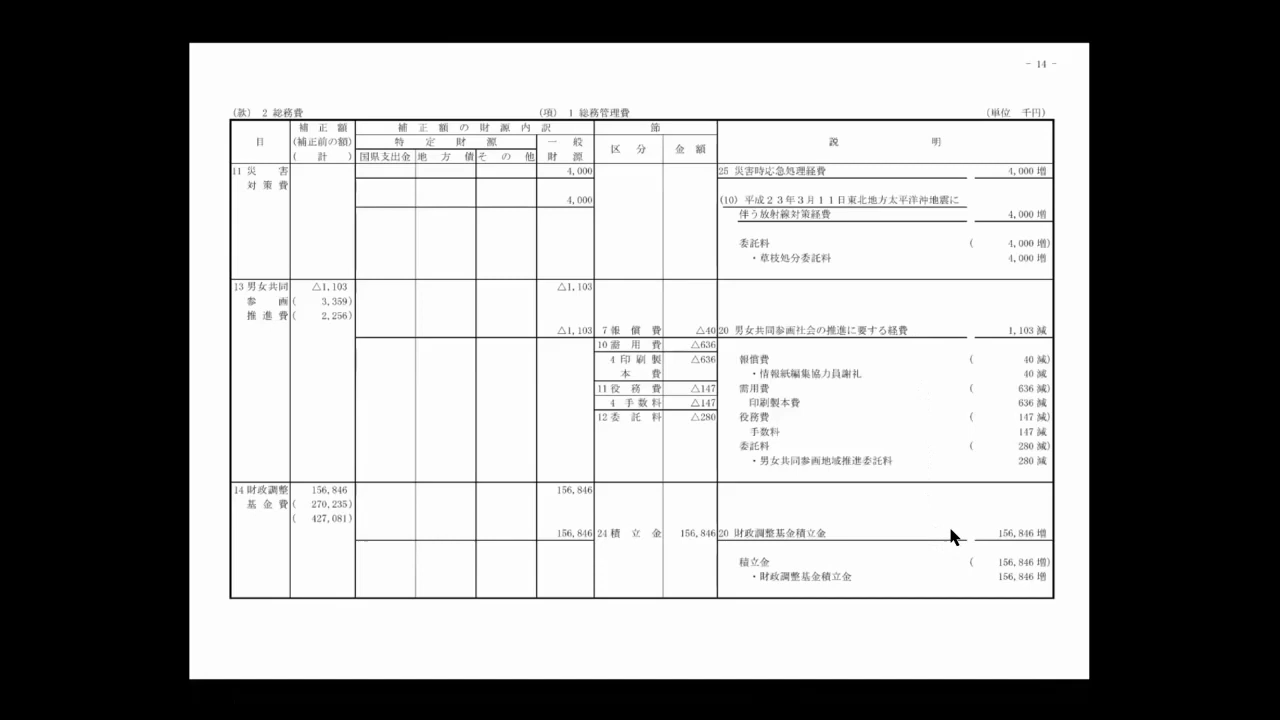 - 14 -
(款) 2 総務費 (項) 1 総務管理費 (単位 千円)
目 補正額 (補正前の額) (計) 補正額の財源内訳 節 説明
特定財源 一般財源 区分 金額
国県支出金 地方債 その他
11 災害 4,000 25 災害時応急処理経費 4,000 増
対策費
4,000 (10) 平成23年3月11日東北地方太平洋沖地震に
伴う放射線対策経費 4,000 増
委託料 ( 4,000 増)
・草枝処分委託料 4,000 増
13 男女共同 △1,103 △1,103
参画 ( 3,359)
推進費 ( 2,256)
△1,103 7 報償費 △40 20 男女共同参画社会の推進に要する経費 1,103 減
10 需用費 △636
4 印刷製 △636 報償費 ( 40 減)
本費 ・情報紙編集協力員謝礼 40 減
11 役務費 △147 需用費 ( 636 減)
4 手数料 △147 印刷製本費 636 減
12 委託料 △280 役務費 ( 147 減)
手数料 147 減
委託料 ( 280 減)
・男女共同参画地域推進委託料 280 減
14 財政調整 156,846 156,846
基金費 ( 270,235)
( 427,081)
156,846 24 積立金 156,846 20 財政調整基金積立金 156,846 増
積立金 ( 156,846 増)
・財政調整基金積立金 156,846 増